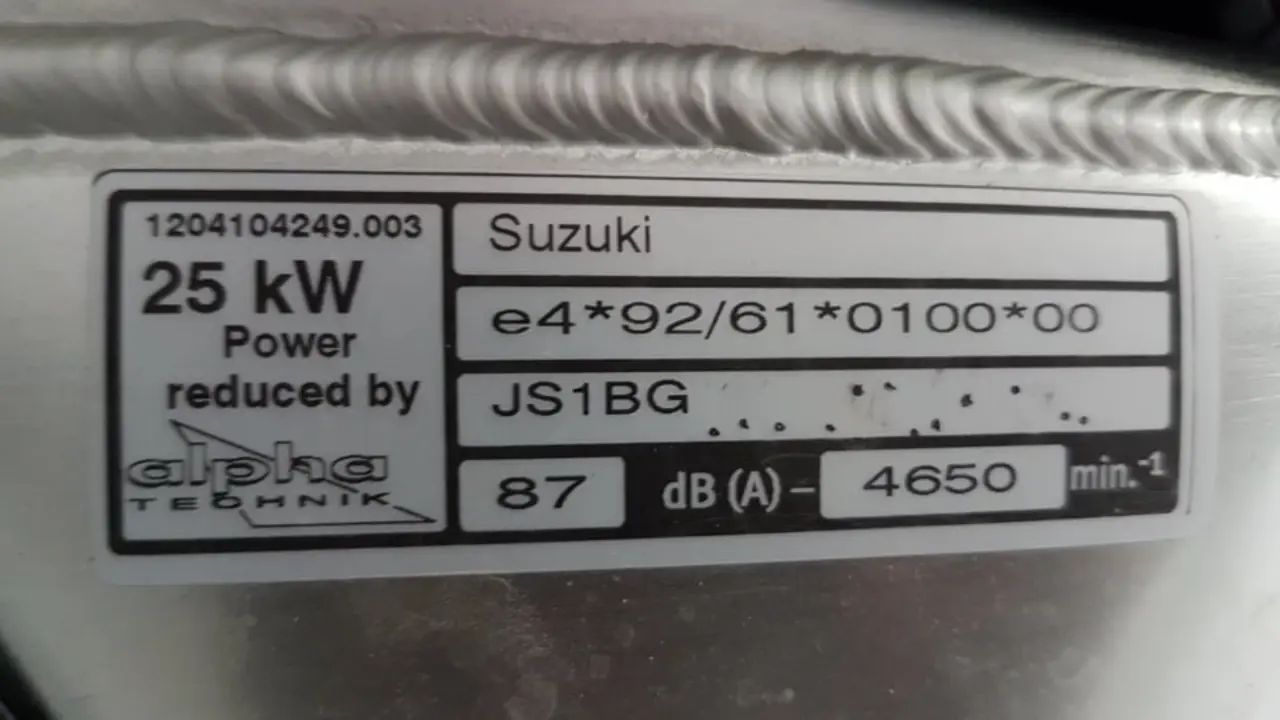 1204104249.003
25 kW
Power
reduced by
alpha
TECHNIK
Suzuki
e4*92/61*0100*00
JS1BG
87 dB (A) – 4650 min.-1